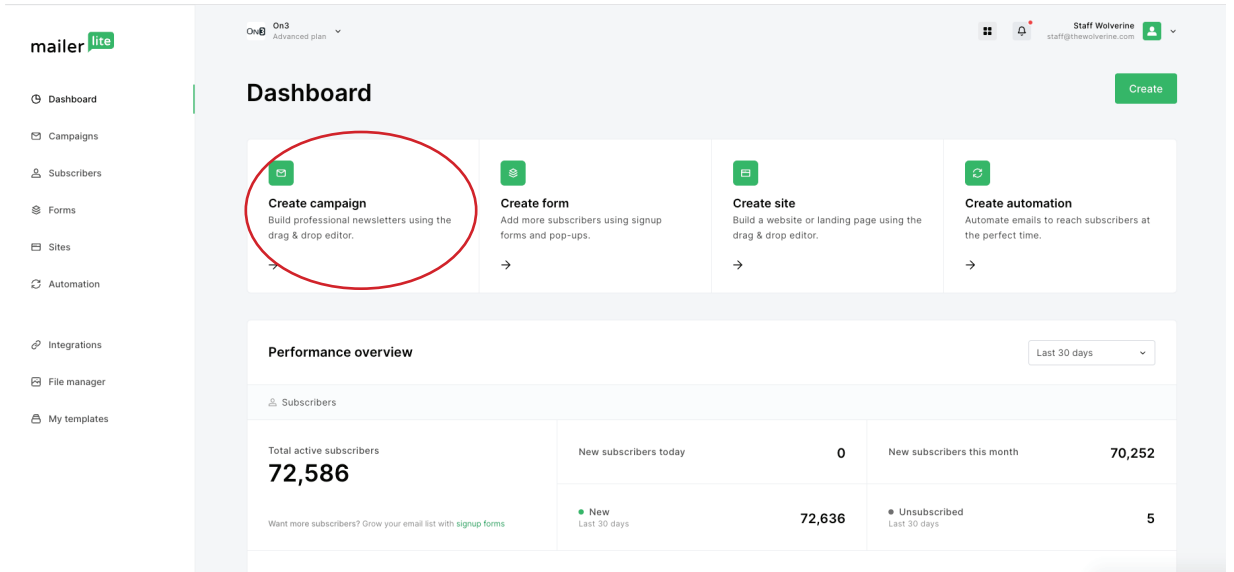 mailer lite
On3
ON3
Advanced plan
Staff Wolverine
staff@thewolverine.com
Dashboard
Campaigns
Subscribers
Forms
Sites
Automation
Integrations
File manager
My templates
Dashboard
Create
Create campaign
Build professional newsletters using the
drag & drop editor.
Create form
Add more subscribers using signup
forms and pop-ups.
Create site
Build a website or landing page using the
drag & drop editor.
Create automation
Automate emails to reach subscribers at
the perfect time.
Performance overview
Last 30 days
Subscribers
Total active subscribers
72,586
Want more subscribers? Grow your email list with signup forms
New subscribers today
0
New subscribers this month
70,252
New
Last 30 days
72,636
Unsubscribed
Last 30 days
5